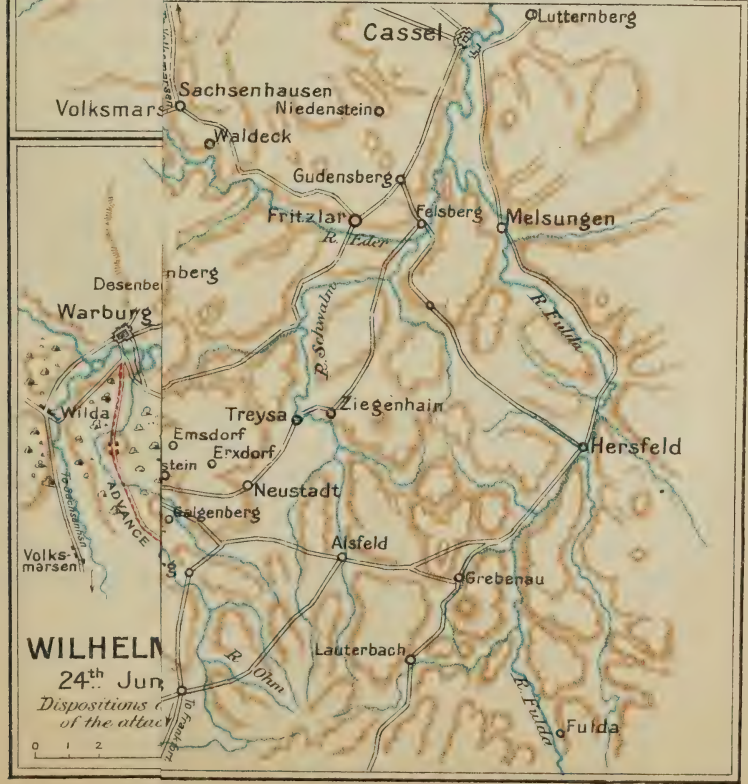 Lutternberg
Cassel
Sachsenhausen
Volksmars
Niedenstein
Waldeck
Gudensberg
Fritzlar
Felsberg
Melsungen
R. Eder
nberg
Desenbe
Warburg
R. Schwalm
R. Fulda
Wilda
Treysa
Ziegenhain
Emsdorf
Erxdorf
Hersfeld
stein
Neustadt
ADVANCE
Galgenberg
Volks-
marsen
Alsfeld
g
Grebenau
WILHELM
24th Jun
Dispositions
of the attac
0 1 2
Lauterbach
R. Ohm
To Frankfort
R. Fulda
Fulda